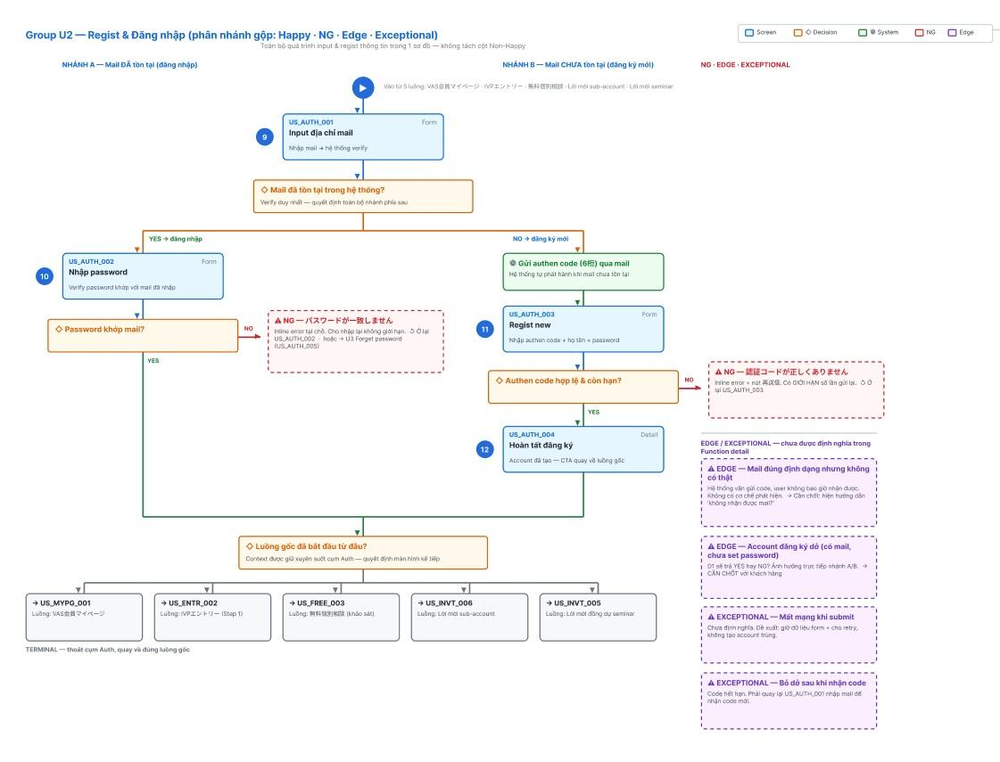 Group U2 — Regist & Đăng nhập (phân nhánh gộp: Happy · NG · Edge · Exceptional)
Toàn bộ quá trình input & regist thông tin trong 1 sơ đồ — không tách cột Non-Happy
Screen
◇ Decision
⚙ System
NG
Edge
NHÁNH A — Mail ĐÃ tồn tại (đăng nhập)
NHÁNH B — Mail CHƯA tồn tại (đăng ký mới)
NG · EDGE · EXCEPTIONAL
Vào từ 5 luồng: VAS会員マイページ · IVPエントリー · 無料個別相談 · Lời mời sub-account · Lời mời seminar
9
US_AUTH_001
Form
Input địa chỉ mail
Nhập mail → hệ thống verify
◇ Mail đã tồn tại trong hệ thống?
Verify duy nhất — quyết định toàn bộ nhánh phía sau
YES → đăng nhập
NO → đăng ký mới
10
US_AUTH_002
Form
Nhập password
Verify password khớp với mail đã nhập
⚙ Gửi authen code (6桁) qua mail
Hệ thống tự phát hành khi mail chưa tồn tại
◇ Password khớp mail?
NO
YES
⚠ NG — パスワードが一致しません
Inline error tại chỗ. Cho nhập lại không giới hạn. ↺ Ở lại
US_AUTH_002 · hoặc → U3 Forget password
(US_AUTH_005)
11
US_AUTH_003
Form
Regist new
Nhập authen code + họ tên + password
◇ Authen code hợp lệ & còn hạn?
NO
YES
⚠ NG — 認証コードが正しくありません
Inline error + nút 再送信. Có GIỚI HẠN số lần gửi lại. ↺ Ở
lại US_AUTH_003
12
US_AUTH_004
Detail
Hoàn tất đăng ký
Account đã tạo — CTA quay về luồng gốc
EDGE / EXCEPTIONAL — chưa được định nghĩa trong
Function detail
⚠ EDGE — Mail đúng định dạng nhưng không
có thật
Hệ thống vẫn gửi code, user không bao giờ nhận được.
Không có cơ chế phát hiện. → Cần chốt: hiện hướng dẫn
'không nhận được mail?'
⚠ EDGE — Account đăng ký dở (có mail,
chưa set password)
D1 sẽ trả YES hay NO? Ảnh hưởng trực tiếp nhánh A/B. →
CẦN CHỐT với khách hàng
⚠ EXCEPTIONAL — Mất mạng khi submit
Chưa định nghĩa. Đề xuất: giữ dữ liệu form + cho retry,
không tạo account trùng.
⚠ EXCEPTIONAL — Bỏ dở sau khi nhận code
Code hết hạn. Phải quay lại US_AUTH_001 nhập mail để
nhận code mới.
◇ Luồng gốc đã bắt đầu từ đâu?
Context được giữ xuyên suốt cụm Auth — quyết định màn hình kế tiếp
→ US_MYPG_001
Luồng: VAS会員マイページ
→ US_ENTR_002
Luồng: IVPエントリー (Step 1)
→ US_FREE_003
Luồng: 無料個別相談 (khảo sát)
→ US_INVT_006
Luồng: Lời mời sub-account
→ US_INVT_005
Luồng: Lời mời đồng dự seminar
TERMINAL — thoát cụm Auth, quay về đúng luồng gốc